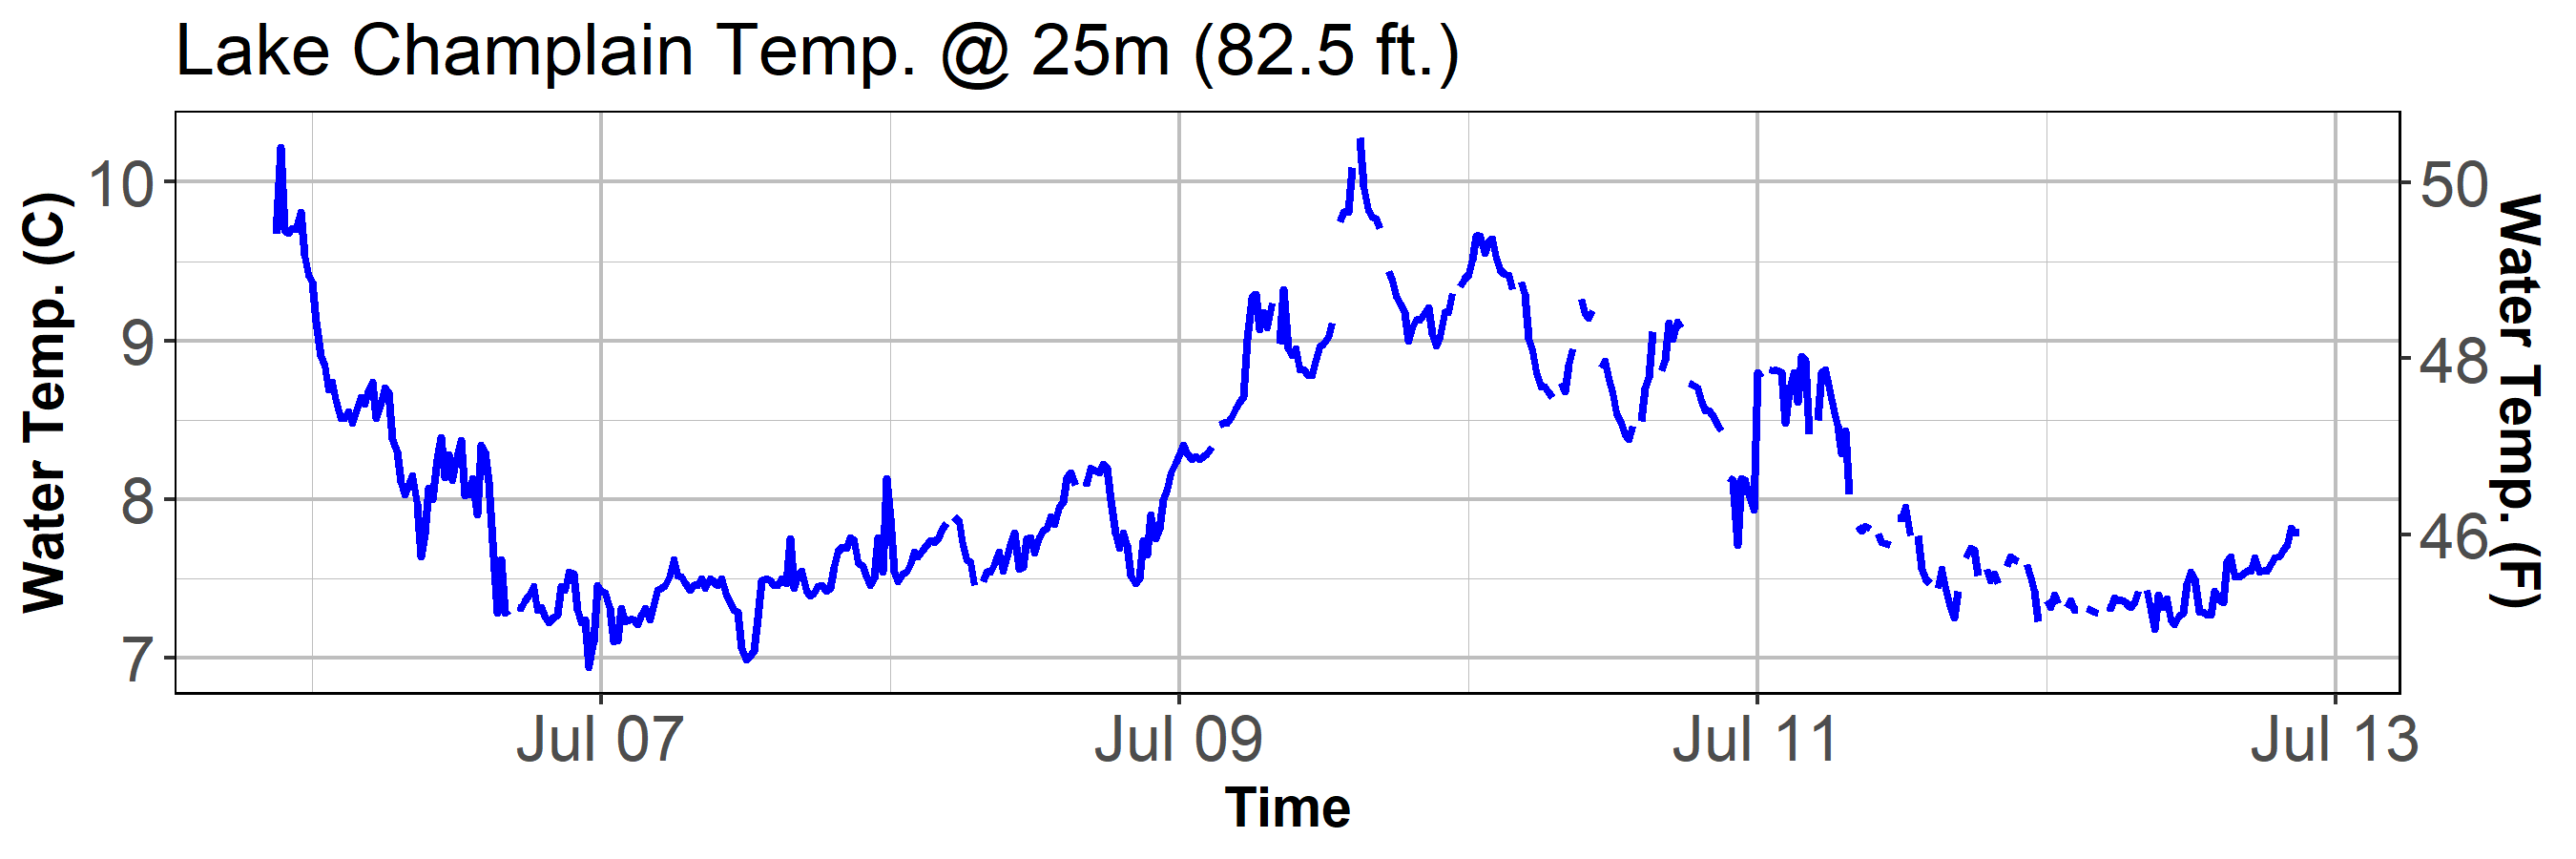 Lake Champlain Temp. @ 25m (82.5 ft.)
Water Temp. (C)
10
9
8
7
50
48
46
Water Temp. (F)
Jul 07
Jul 09
Jul 11
Jul 13
Time